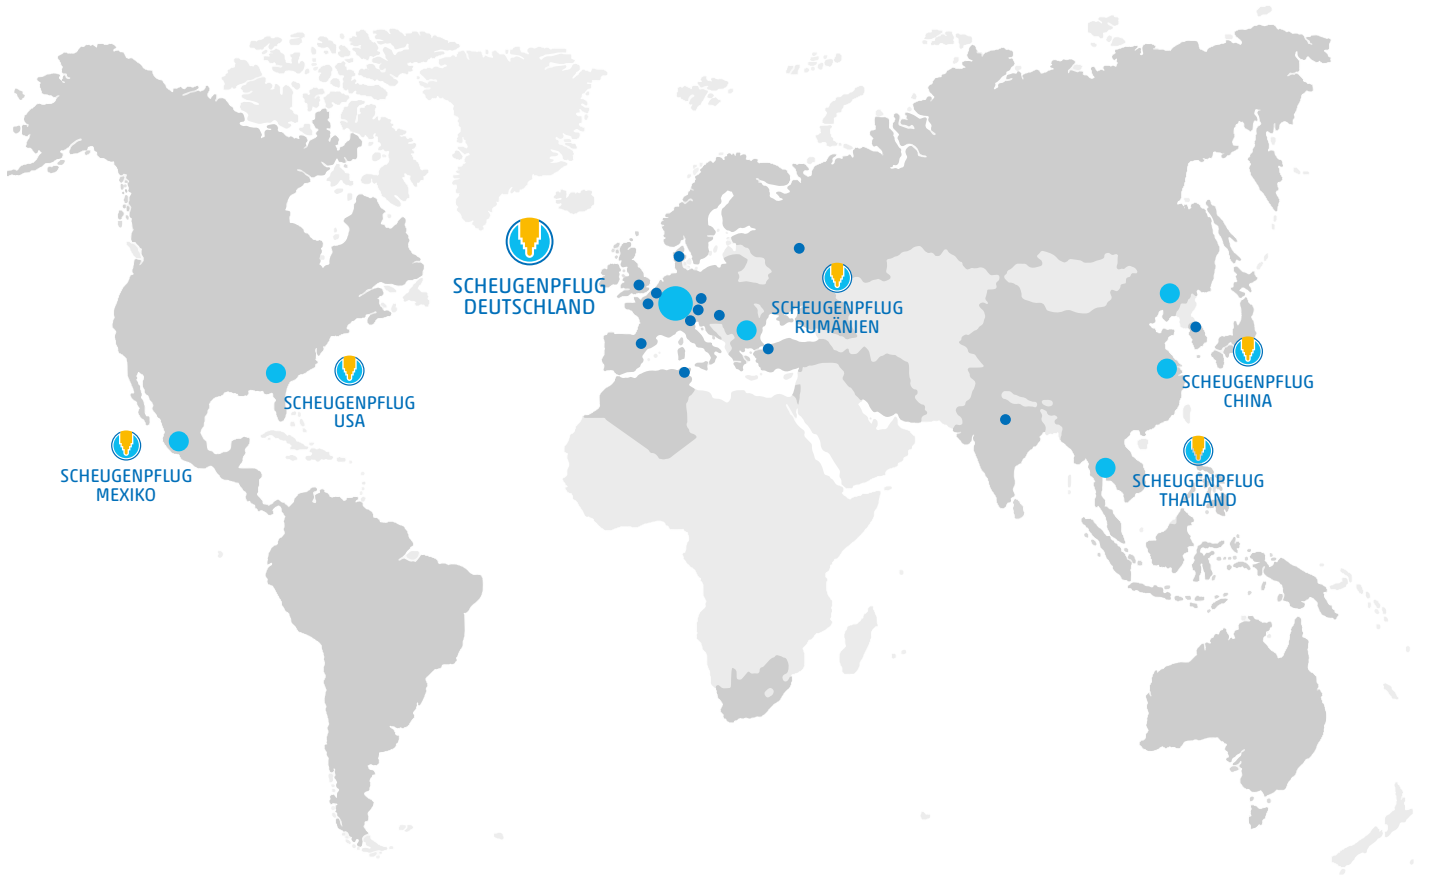 SCHEUGENPFLUG
DEUTSCHLAND
SCHEUGENPFLUG
RUMÄNIEN
SCHEUGENPFLUG
USA
SCHEUGENPFLUG
CHINA
SCHEUGENPFLUG
MEXIKO
SCHEUGENPFLUG
THAILAND